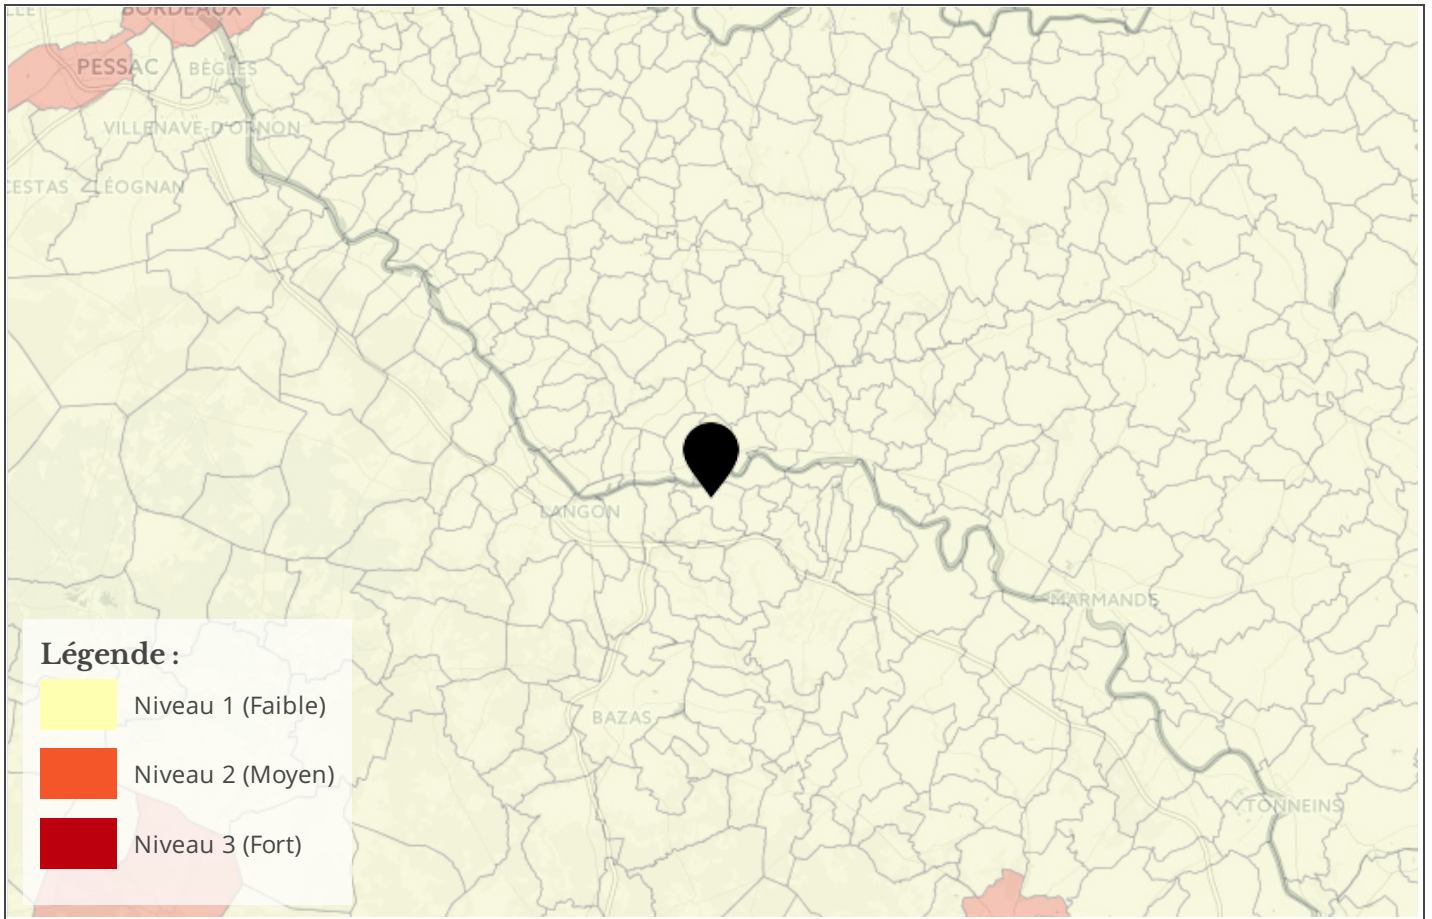 BORDEAUX
PESSAC
BÈGLES
VILLENAVE-D'ORNON
CESTAS
LÉOGNAN
LANGON
MARMANDE
BAZAS
TONNEINS
Légende :
Niveau 1 (Faible)
Niveau 2 (Moyen)
Niveau 3 (Fort)